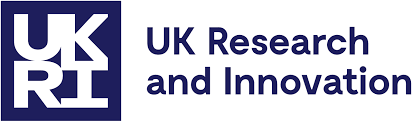 UK
RI
UK Research
and Innovation